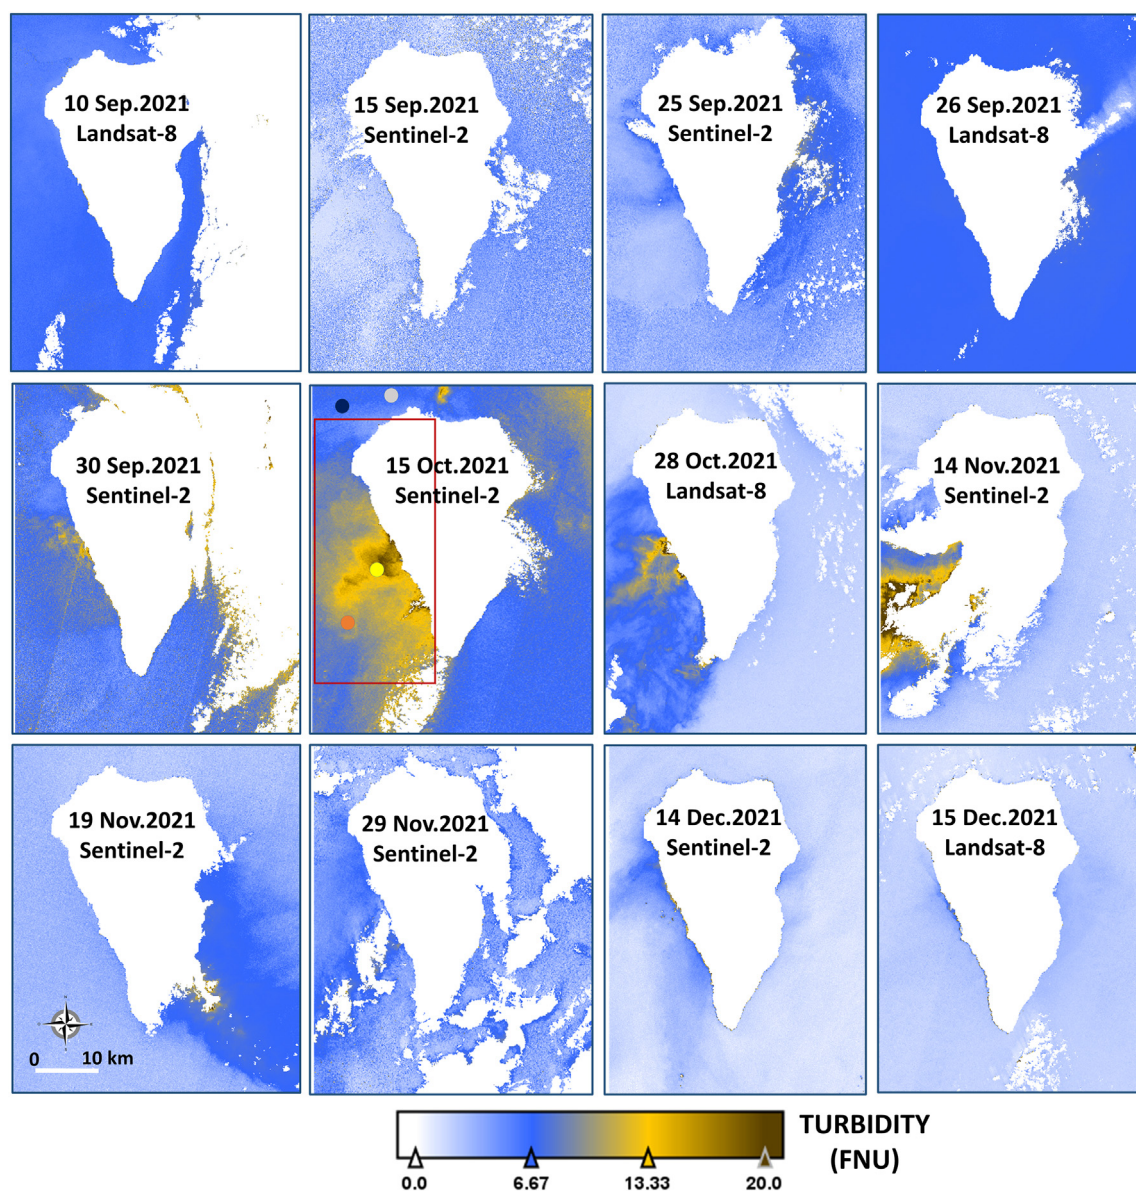 10 Sep.2021
Landsat-8
15 Sep.2021
Sentinel-2
25 Sep.2021
Sentinel-2
26 Sep.2021
Landsat-8
30 Sep.2021
Sentinel-2
15 Oct.2021
Sentinel-2
28 Oct.2021
Landsat-8
14 Nov.2021
Sentinel-2
19 Nov.2021
Sentinel-2
29 Nov.2021
Sentinel-2
14 Dec.2021
Sentinel-2
15 Dec.2021
Landsat-8
0 10 km
TURBIDITY
(FNU)
0.0 6.67 13.33 20.0